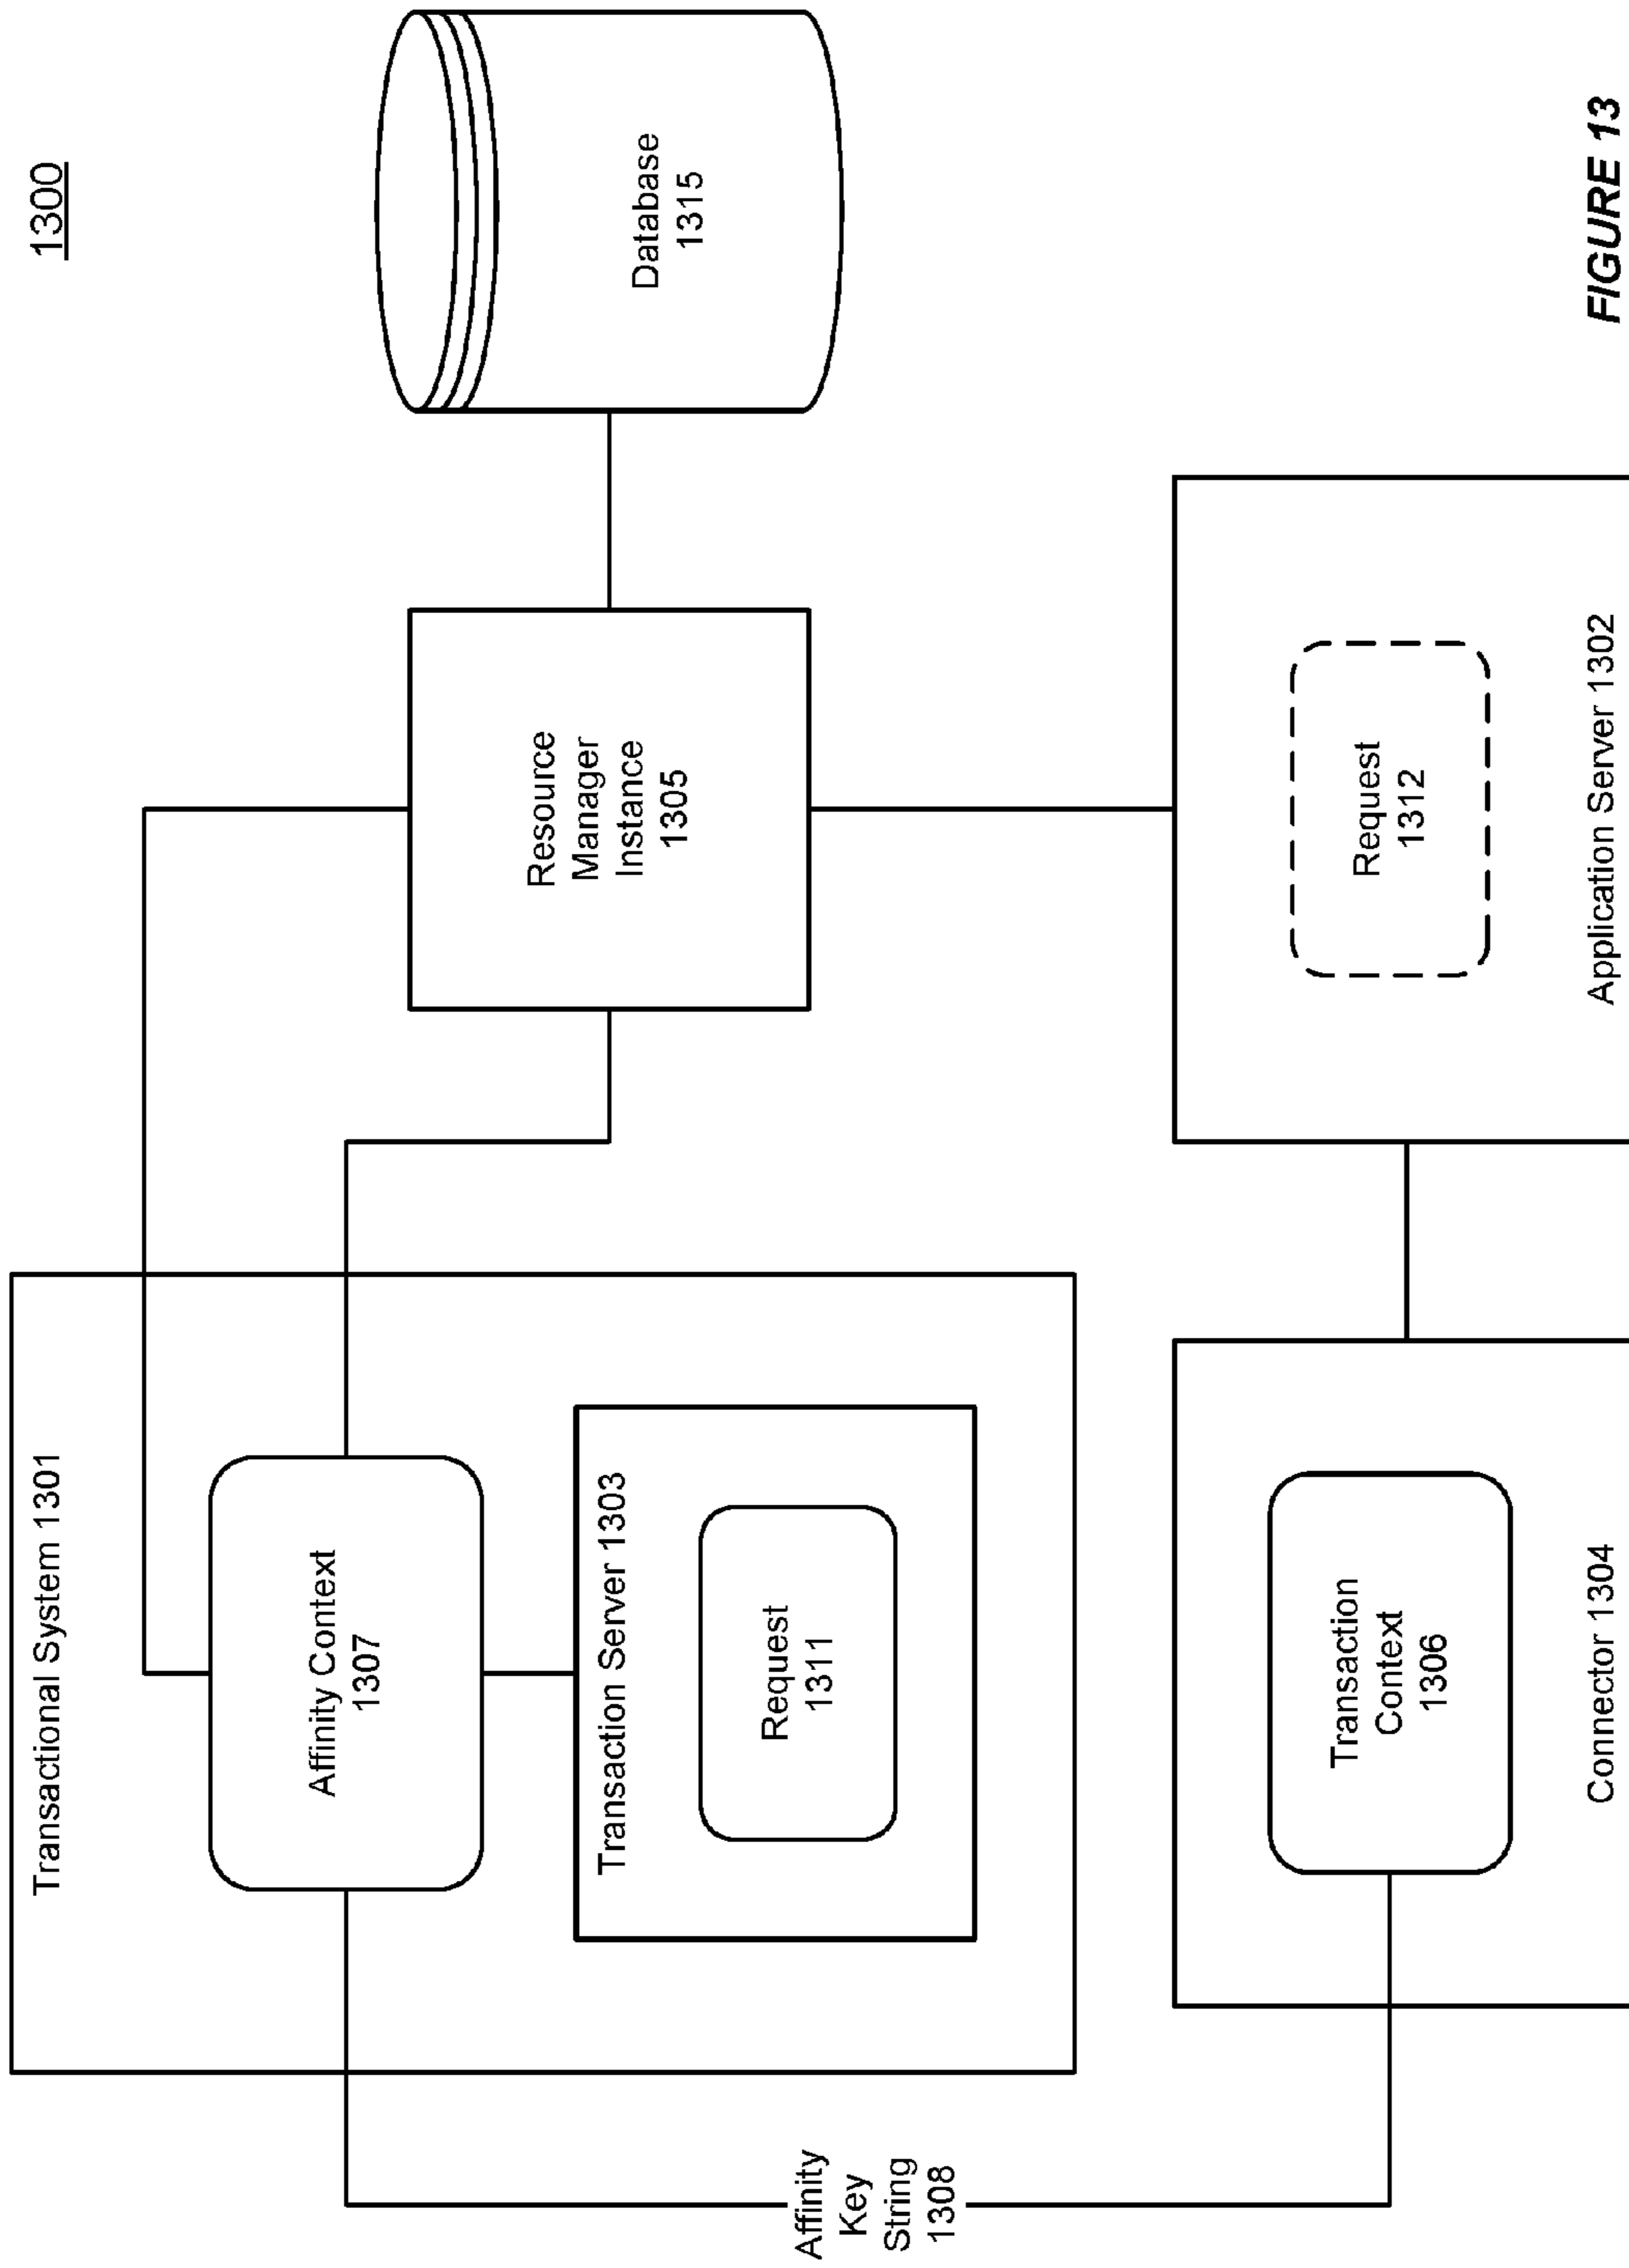 1300
Transactional System 1301
Affinity Context
1307
Transaction Server 1303
Request
1311
Affinity
Key
String
1308
Resource
Manager
Instance
1305
Database
1315
Transaction
Context
1306
Connector 1304
Request
1312
Application Server 1302
FIGURE 13